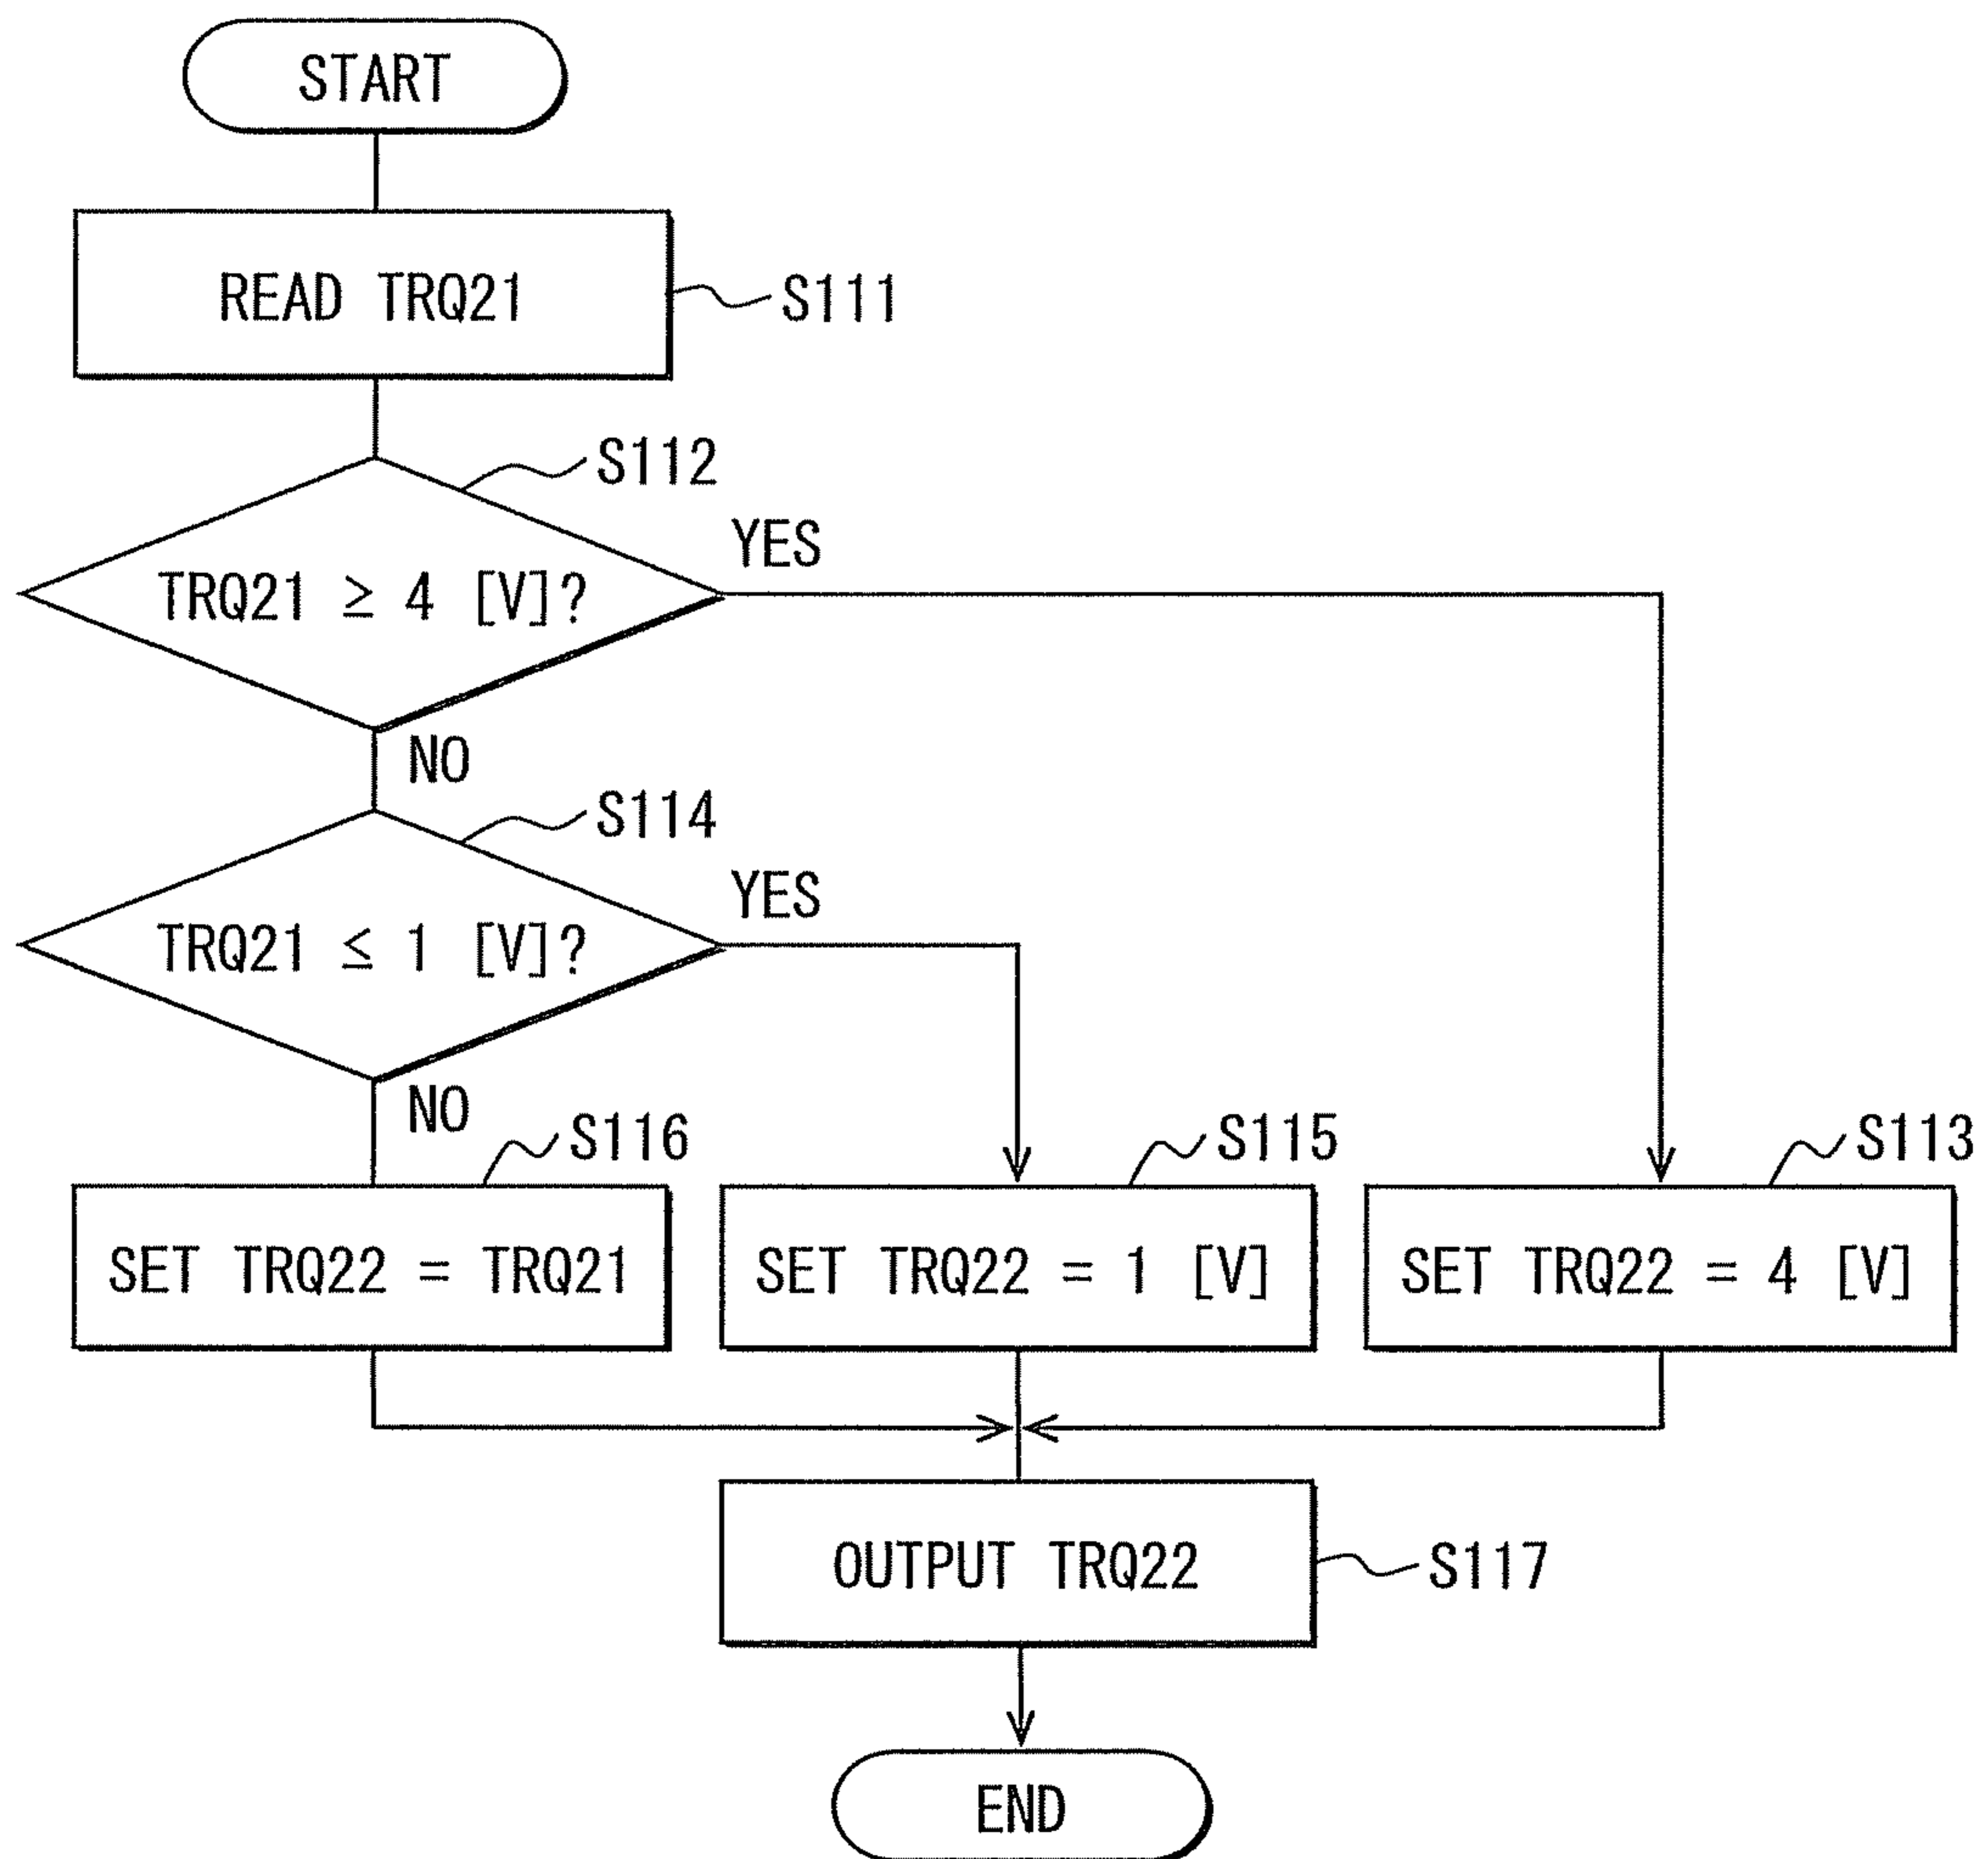 START
READ TRQ21
S111
S112
YES
TRQ21 ≥ 4 [V]?
NO
S114
YES
TRQ21 ≤ 1 [V]?
NO
S116
S115
S113
SET TRQ22 = TRQ21
SET TRQ22 = 1 [V]
SET TRQ22 = 4 [V]
OUTPUT TRQ22
S117
END